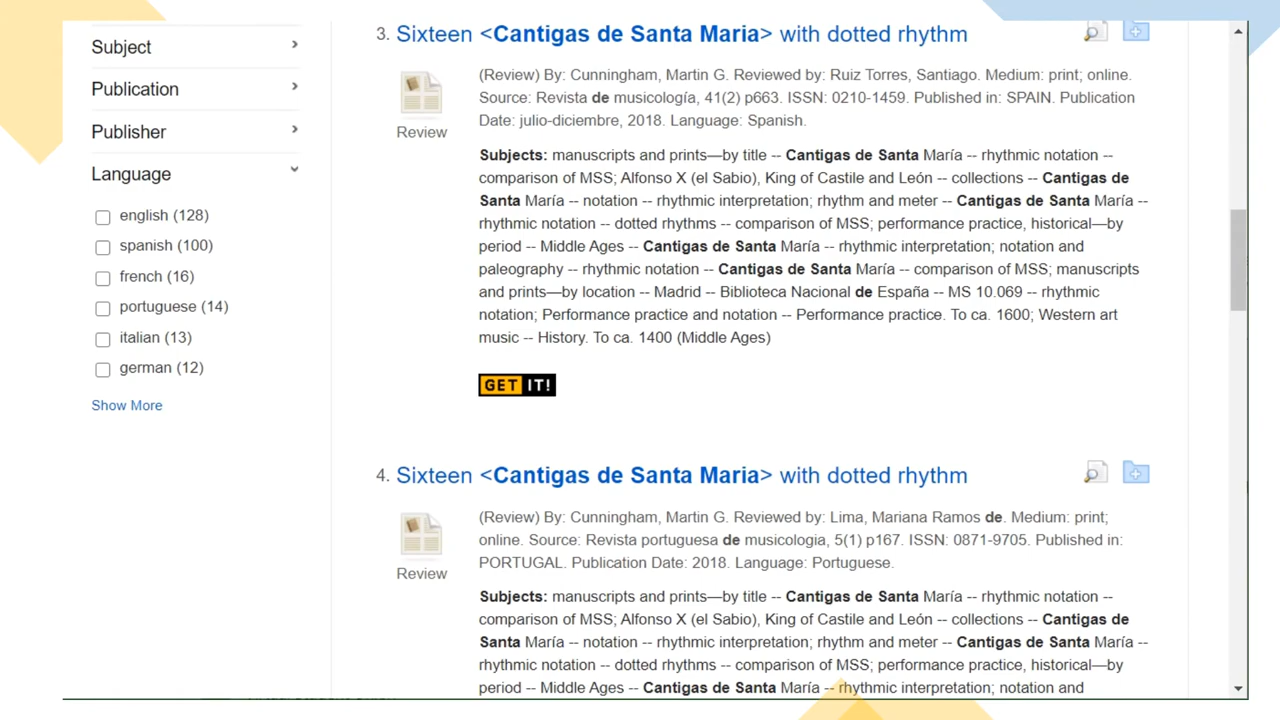 Subject
Publication
Publisher
Language
english (128)
spanish (100)
french (16)
portuguese (14)
italian (13)
german (12)
Show More
3. Sixteen <Cantigas de Santa Maria> with dotted rhythm
Review
(Review) By: Cunningham, Martin G. Reviewed by: Ruiz Torres, Santiago. Medium: print; online.
Source: Revista de musicología, 41(2) p663. ISSN: 0210-1459. Published in: SPAIN. Publication
Date: julio-diciembre, 2018. Language: Spanish.
Subjects: manuscripts and prints—by title -- Cantigas de Santa María -- rhythmic notation --
comparison of MSS; Alfonso X (el Sabio), King of Castile and León -- collections -- Cantigas de
Santa María -- notation -- rhythmic interpretation; rhythm and meter -- Cantigas de Santa María --
rhythmic notation -- dotted rhythms -- comparison of MSS; performance practice, historical—by
period -- Middle Ages -- Cantigas de Santa María -- rhythmic interpretation; notation and
paleography -- rhythmic notation -- Cantigas de Santa María -- comparison of MSS; manuscripts
and prints—by location -- Madrid -- Biblioteca Nacional de España -- MS 10.069 -- rhythmic
notation; Performance practice and notation -- Performance practice. To ca. 1600; Western art
music -- History. To ca. 1400 (Middle Ages)
GET IT!
4. Sixteen <Cantigas de Santa Maria> with dotted rhythm
Review
(Review) By: Cunningham, Martin G. Reviewed by: Lima, Mariana Ramos de. Medium: print;
online. Source: Revista portuguesa de musicologia, 5(1) p167. ISSN: 0871-9705. Published in:
PORTUGAL. Publication Date: 2018. Language: Portuguese.
Subjects: manuscripts and prints—by title -- Cantigas de Santa María -- rhythmic notation --
comparison of MSS; Alfonso X (el Sabio), King of Castile and León -- collections -- Cantigas de
Santa María -- notation -- rhythmic interpretation; rhythm and meter -- Cantigas de Santa María --
rhythmic notation -- dotted rhythms -- comparison of MSS; performance practice, historical—by
period -- Middle Ages -- Cantigas de Santa María -- rhythmic interpretation; notation and